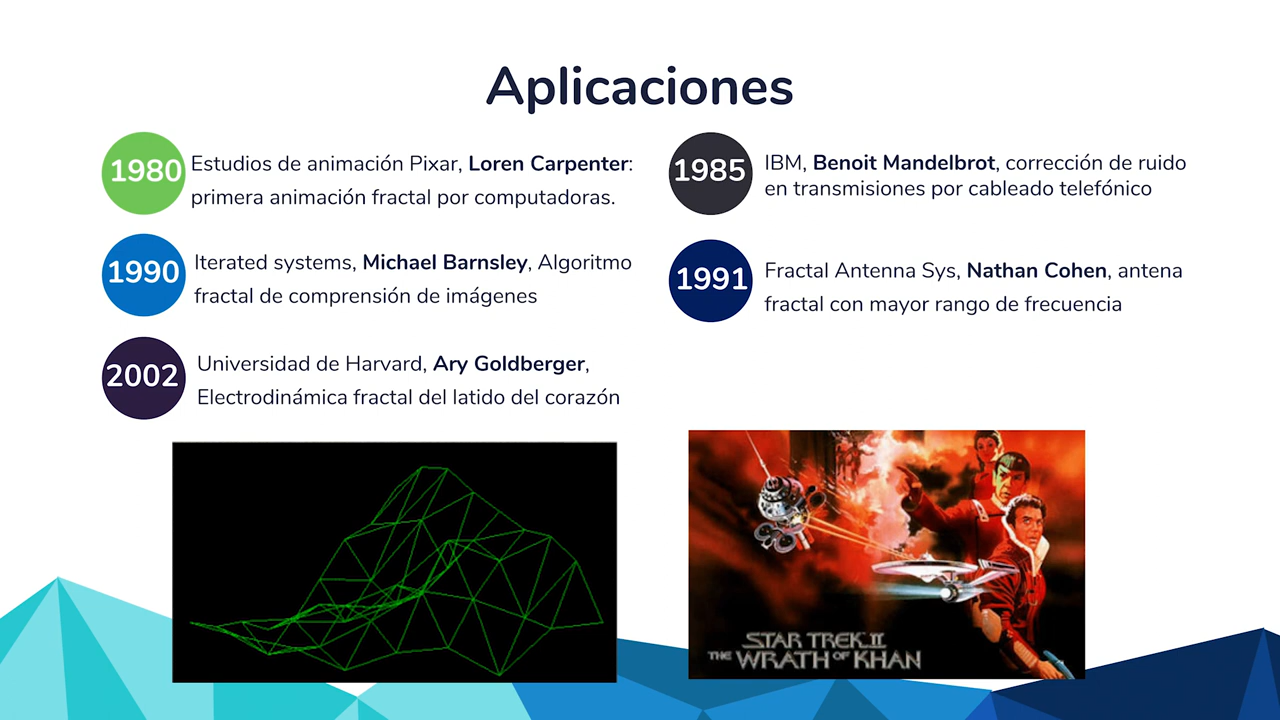 Aplicaciones
1980
Estudios de animación Pixar, Loren Carpenter:
primera animación fractal por computadoras.
1985
IBM, Benoit Mandelbrot, corrección de ruido
en transmisiones por cableado telefónico
1990
Iterated systems, Michael Barnsley, Algoritmo
fractal de comprensión de imágenes
1991
Fractal Antenna Sys, Nathan Cohen, antena
fractal con mayor rango de frecuencia
2002
Universidad de Harvard, Ary Goldberger,
Electrodinámica fractal del latido del corazón
STAR TREK II
THE WRATH OF KHAN